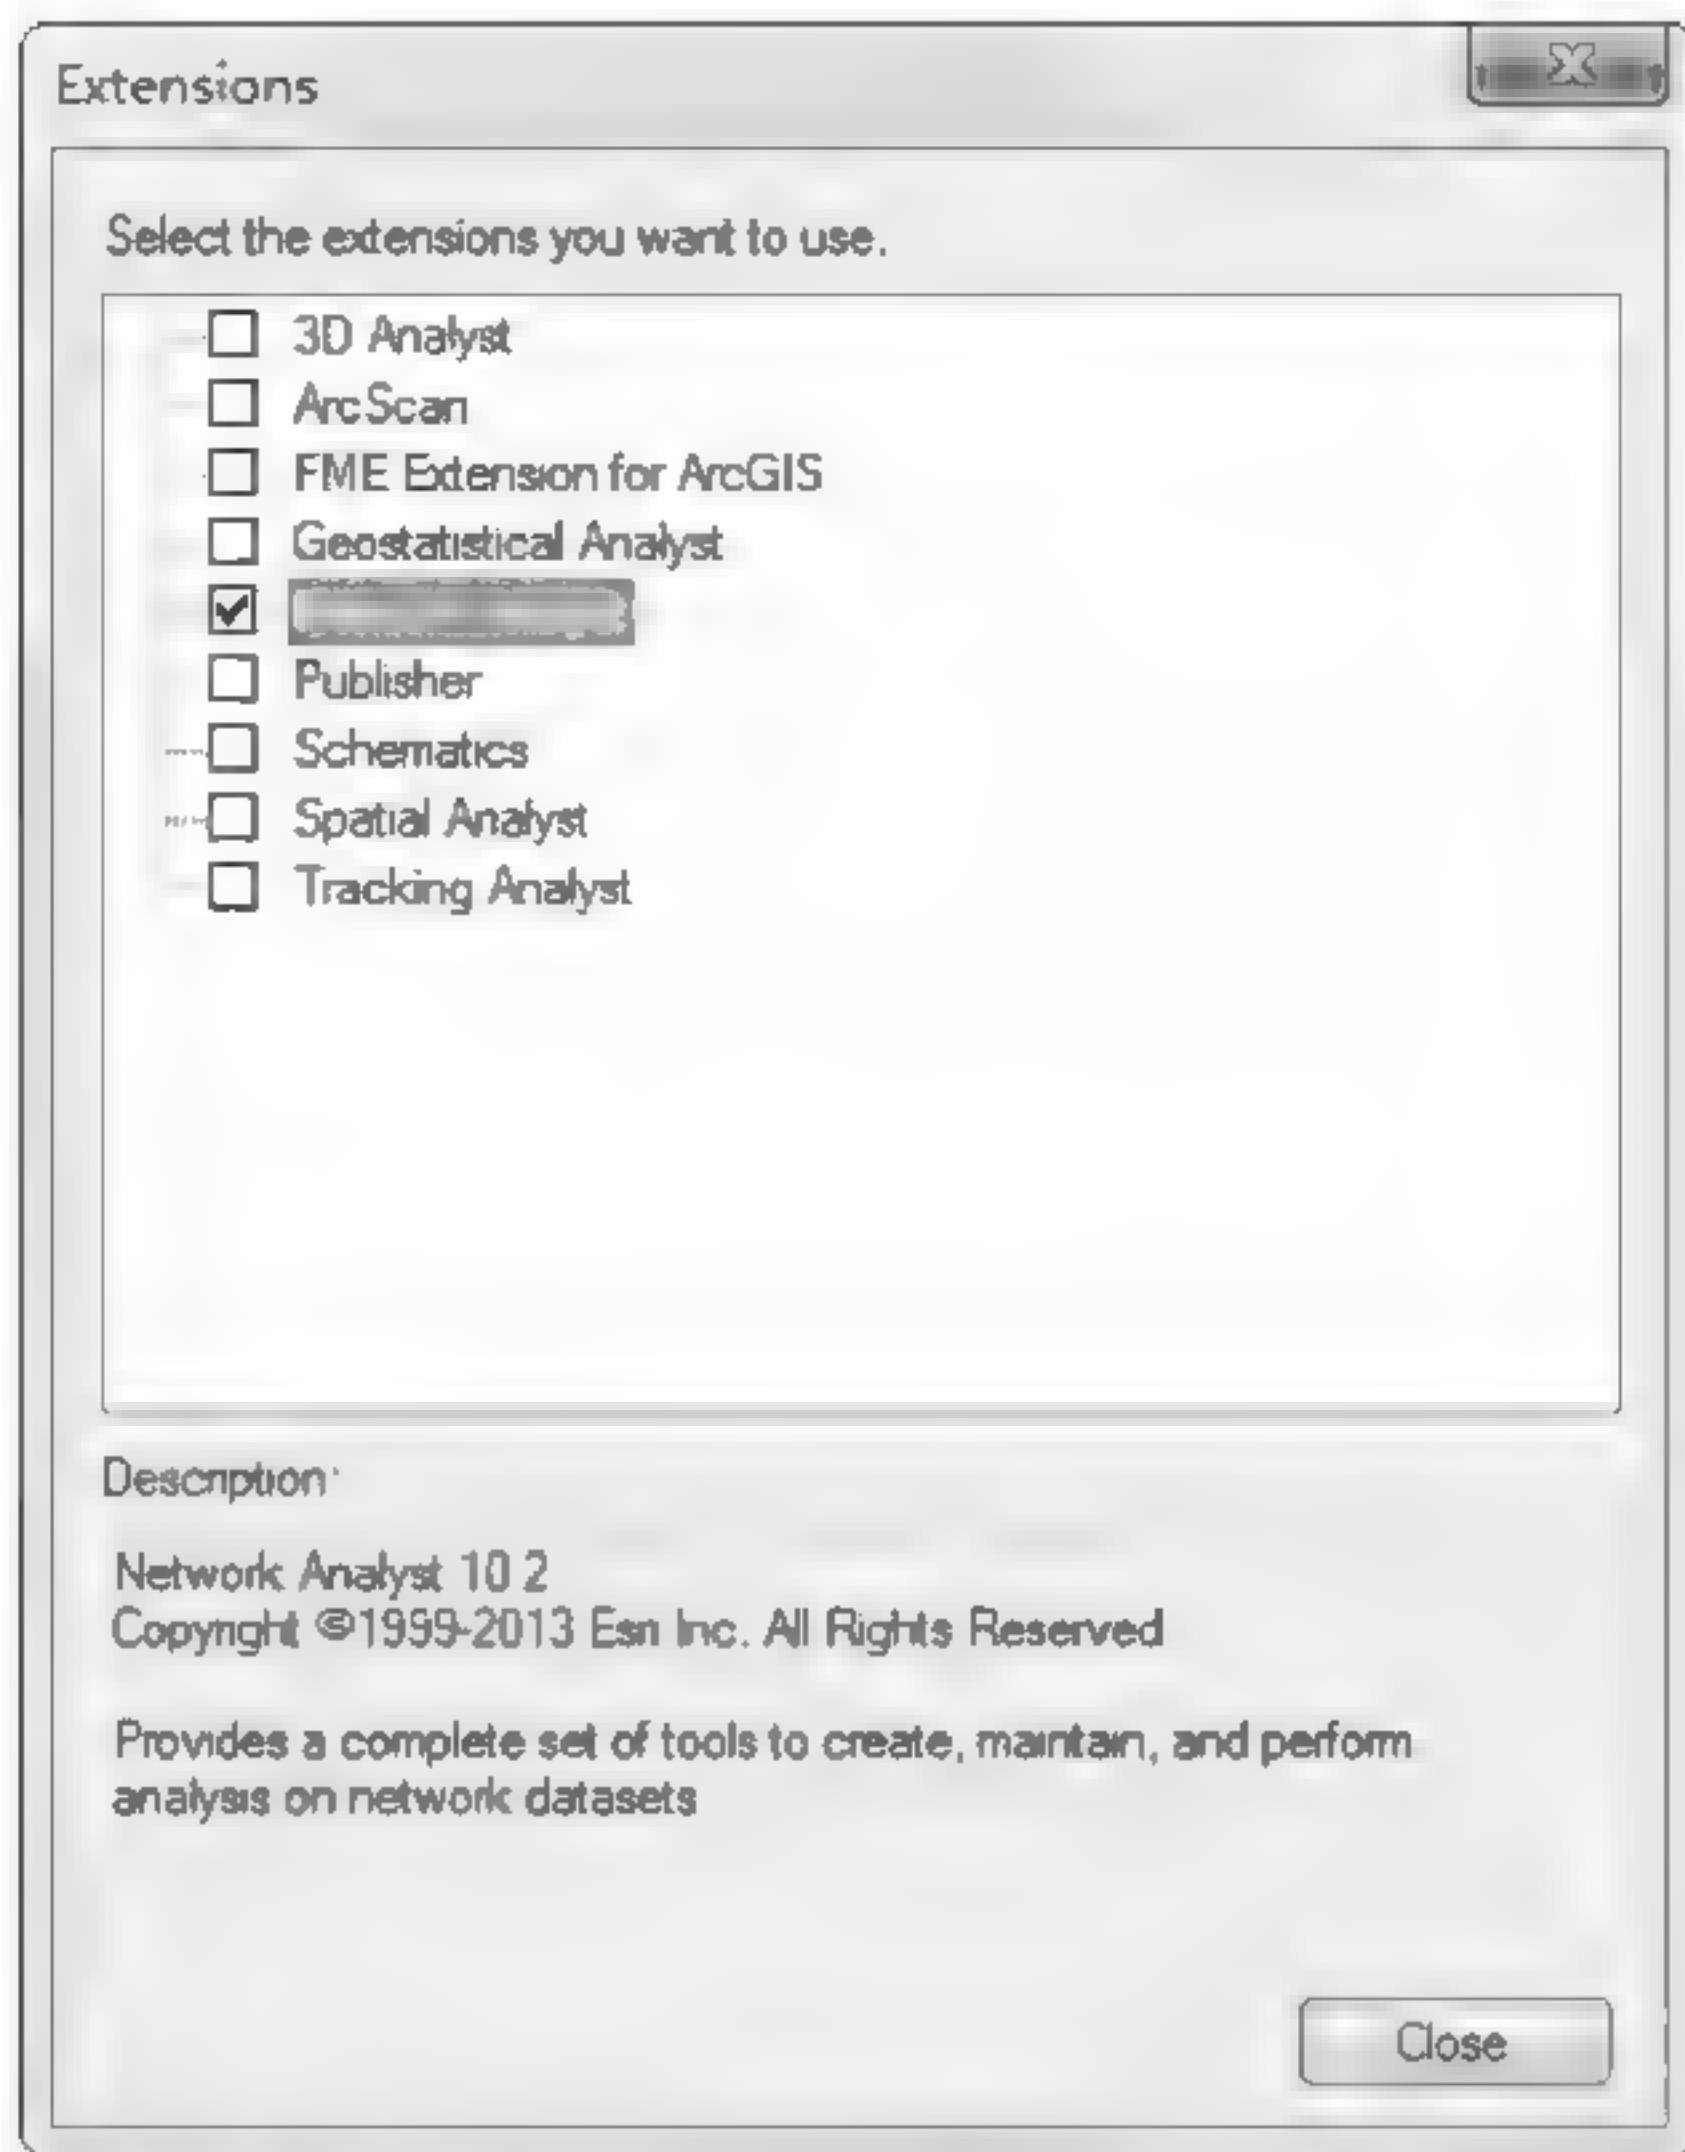 Extensions
Select the extensions you want to use.
3D Analyst
ArcScan
FME Extension for ArcGIS
Geostatistical Analyst
Publisher
Schematics
Spatial Analyst
Tracking Analyst
Description:
Network Analyst 10.2
Copyright ©1999-2013 Esri Inc. All Rights Reserved
Provides a complete set of tools to create, maintain, and perform
analysis on network datasets
Close